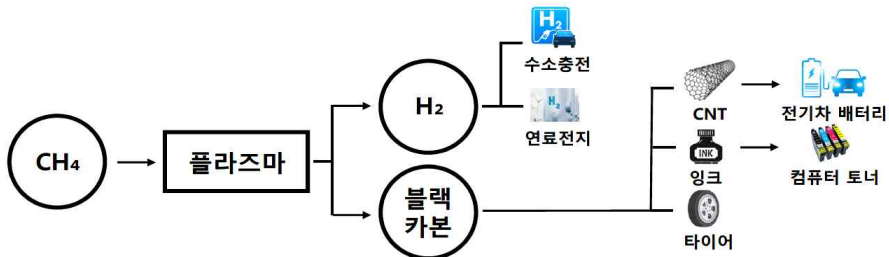 CH₄
플라즈마
H₂
블랙
카본
H₂
수소충전
H₂
연료전지
CNT
전기차 배터리
INK
잉크
컴퓨터 토너
타이어